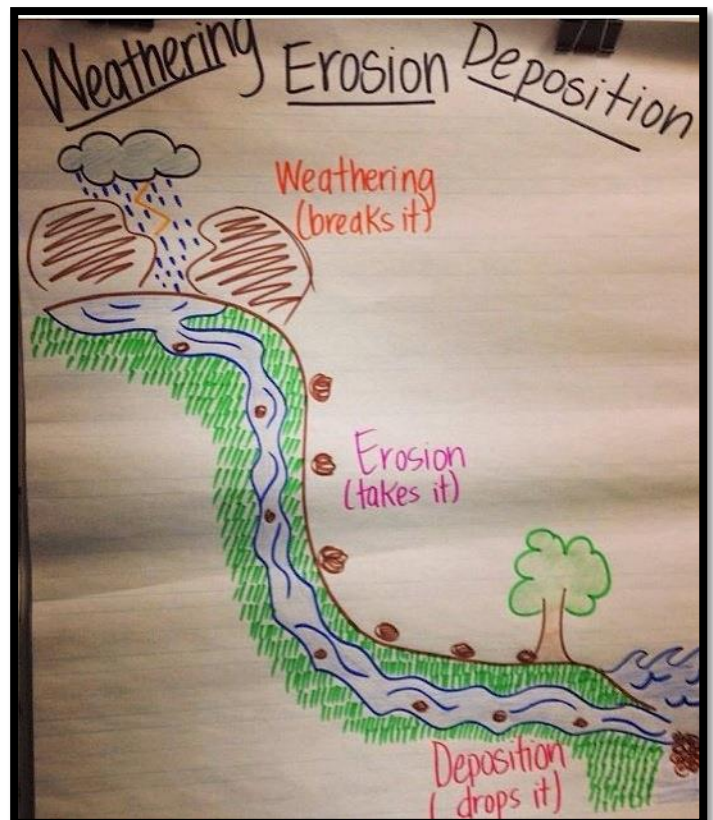 Weathering Erosion Deposition
Weathering
(breaks it)
Erosion
(takes it)
Deposition
( drops it)